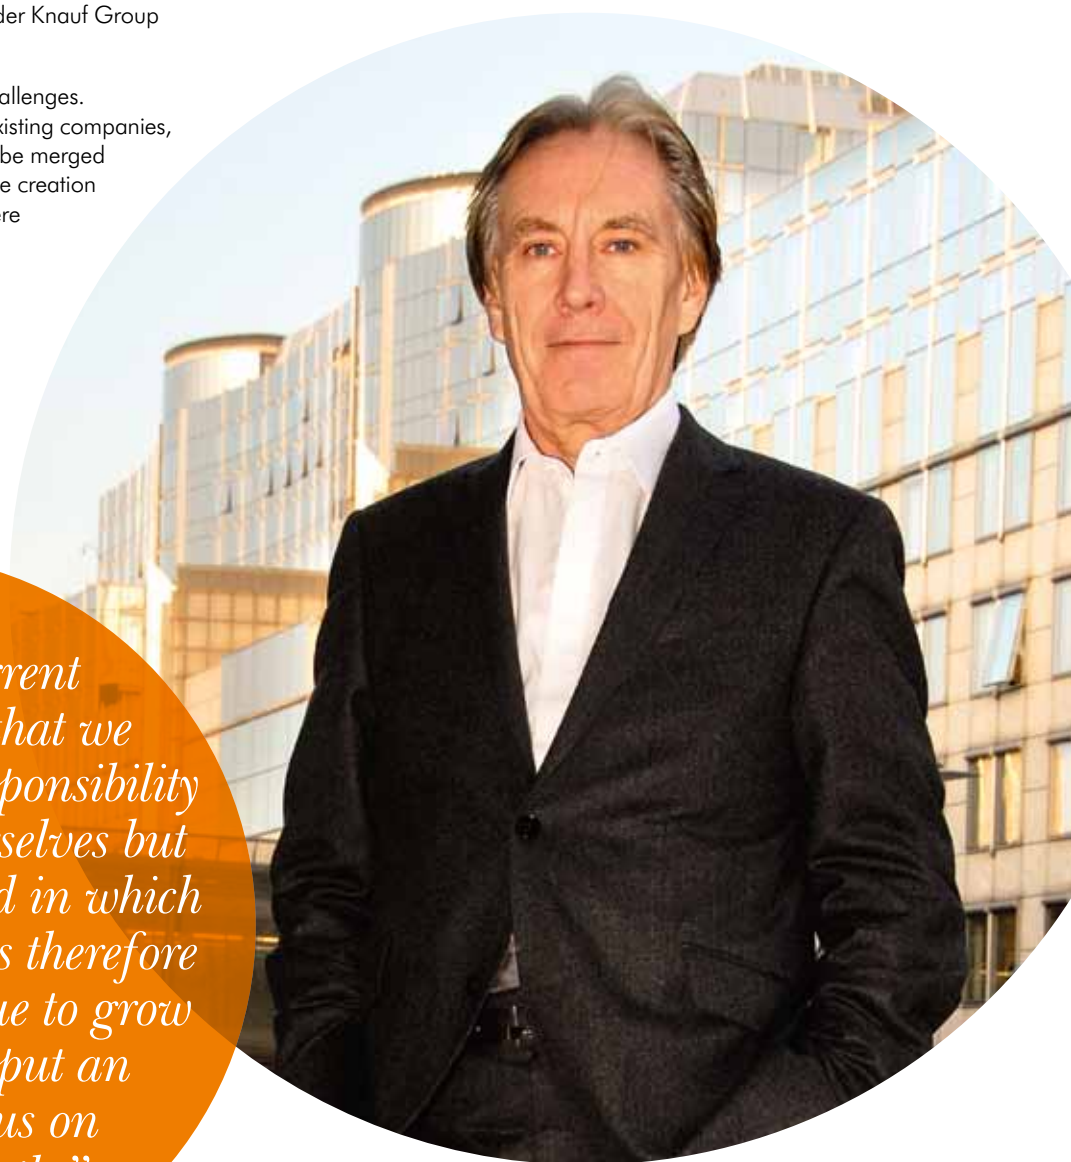 der Knauf Group
allenges.
xisting companies,
be merged
e creation
ere
rrent
that we
ponsibility
selves but
d in which
s therefore
ue to grow
put an
us on